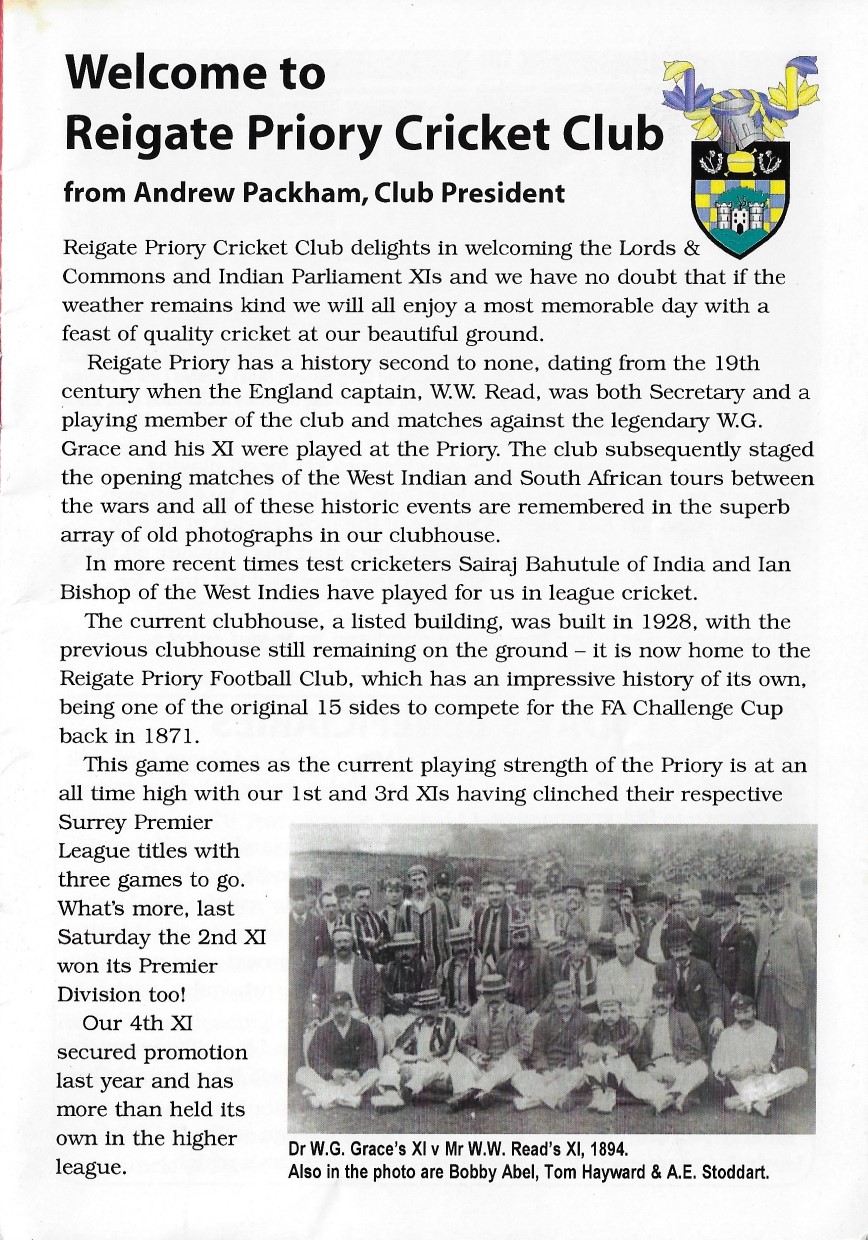 Welcome to
Reigate Priory Cricket Club
from Andrew Packham, Club President
Reigate Priory Cricket Club delights in welcoming the Lords &
Commons and Indian Parliament XIs and we have no doubt that if the
weather remains kind we will all enjoy a most memorable day with a
feast of quality cricket at our beautiful ground.
Reigate Priory has a history second to none, dating from the 19th
century when the England captain, W.W. Read, was both Secretary and a
playing member of the club and matches against the legendary W.G.
Grace and his XI were played at the Priory. The club subsequently staged
the opening matches of the West Indian and South African tours between
the wars and all of these historic events are remembered in the superb
array of old photographs in our clubhouse.
In more recent times test cricketers Sairaj Bahutule of India and Ian
Bishop of the West Indies have played for us in league cricket.
The current clubhouse, a listed building, was built in 1928, with the
previous clubhouse still remaining on the ground – it is now home to the
Reigate Priory Football Club, which has an impressive history of its own,
being one of the original 15 sides to compete for the FA Challenge Cup
back in 1871.
This game comes as the current playing strength of the Priory is at an
all time high with our 1st and 3rd XIs having clinched their respective
Surrey Premier
League titles with
three games to go.
What's more, last
Saturday the 2nd XI
won its Premier
Division too!
Our 4th XI
secured promotion
last year and has
more than held its
own in the higher
league.
Dr W.G. Grace's XI v Mr W.W. Read's XI, 1894.
Also in the photo are Bobby Abel, Tom Hayward & A.E. Stoddart.